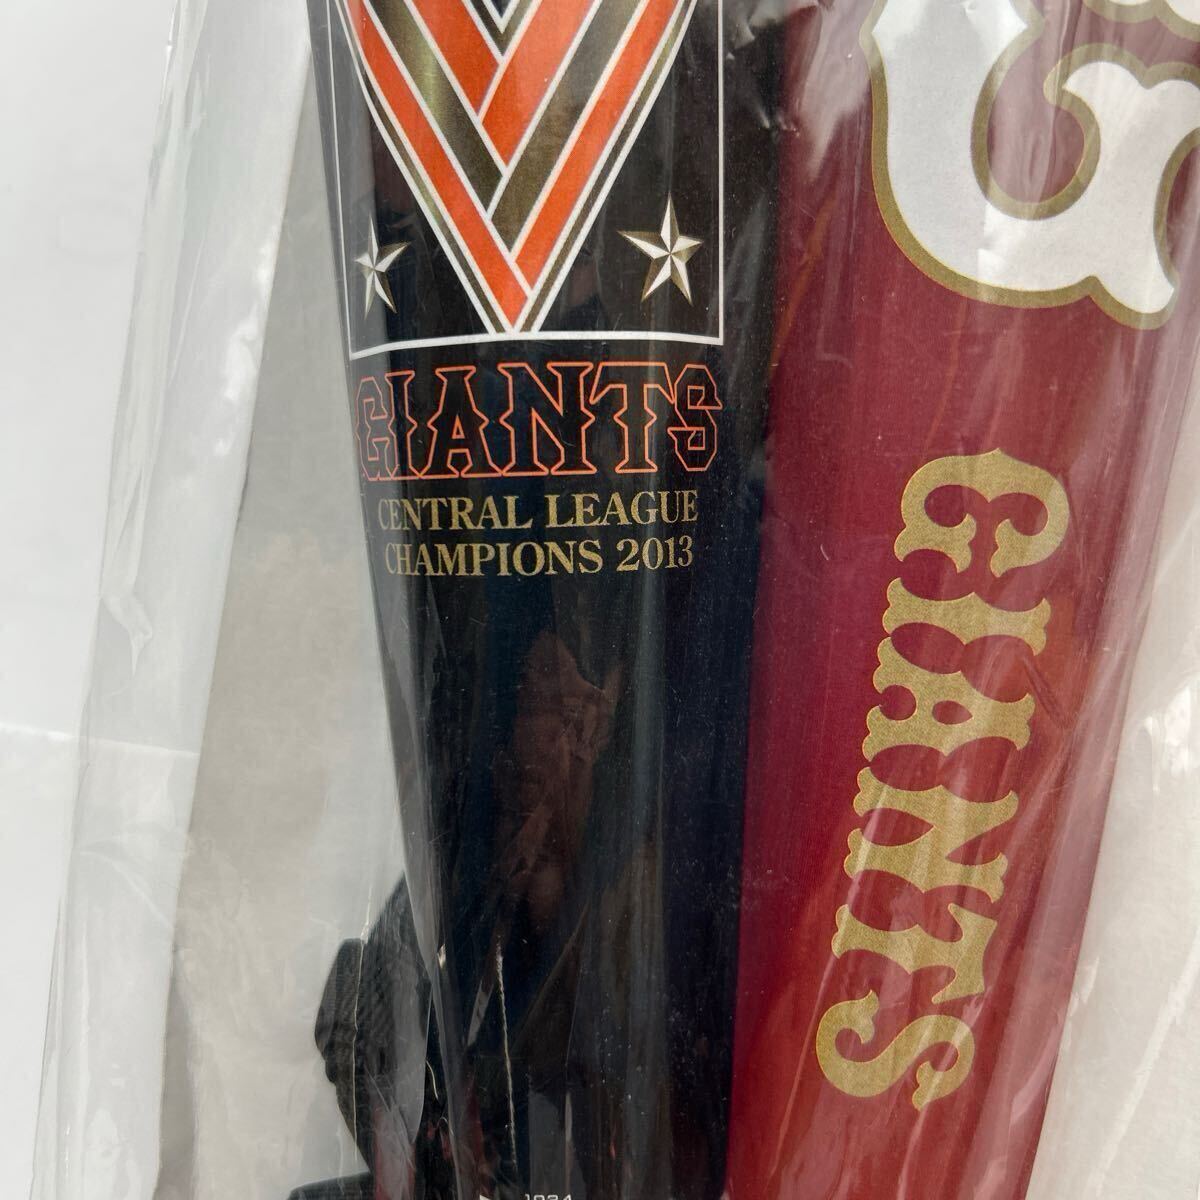 GIANTS
CENTRAL LEAGUE
CHAMPIONS 2013
G
GIANTS